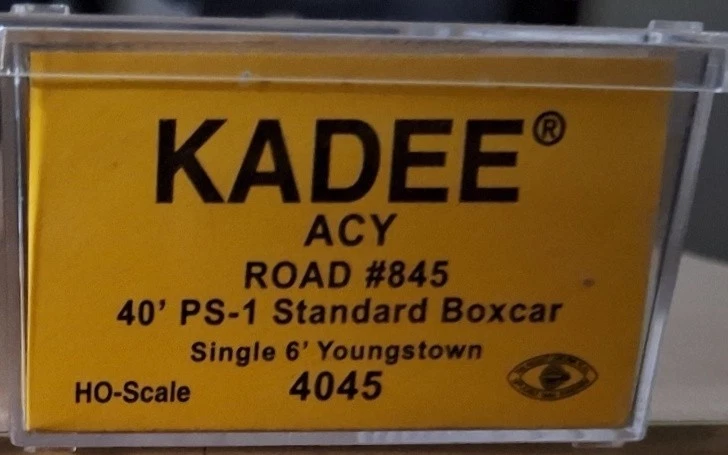 KADEE®
ACY
ROAD #845
40' PS-1 Standard Boxcar
Single 6' Youngstown
HO-Scale 4045